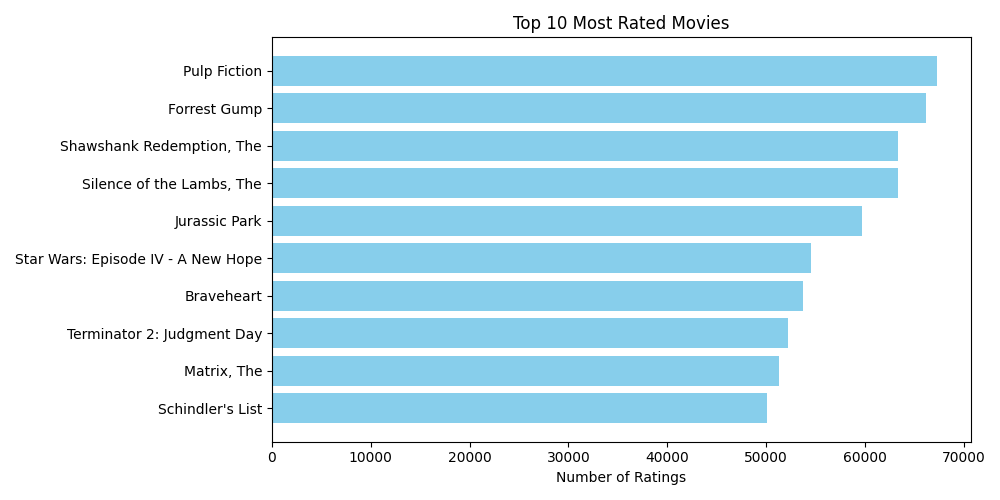 Top 10 Most Rated Movies
Pulp Fiction
Forrest Gump
Shawshank Redemption, The
Silence of the Lambs, The
Jurassic Park
Star Wars: Episode IV - A New Hope
Braveheart
Terminator 2: Judgment Day
Matrix, The
Schindler's List
0 10000 20000 30000 40000 50000 60000 70000
Number of Ratings